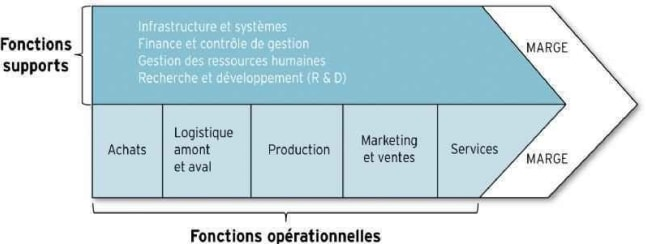 Fonctions
supports
Infrastructure et systèmes
Finance et contrôle de gestion
Gestion des ressources humaines
Recherche et développement (R & D)
MARGE
Achats
Logistique
amont
et aval
Production
Marketing
et ventes
Services
MARGE
Fonctions opérationnelles